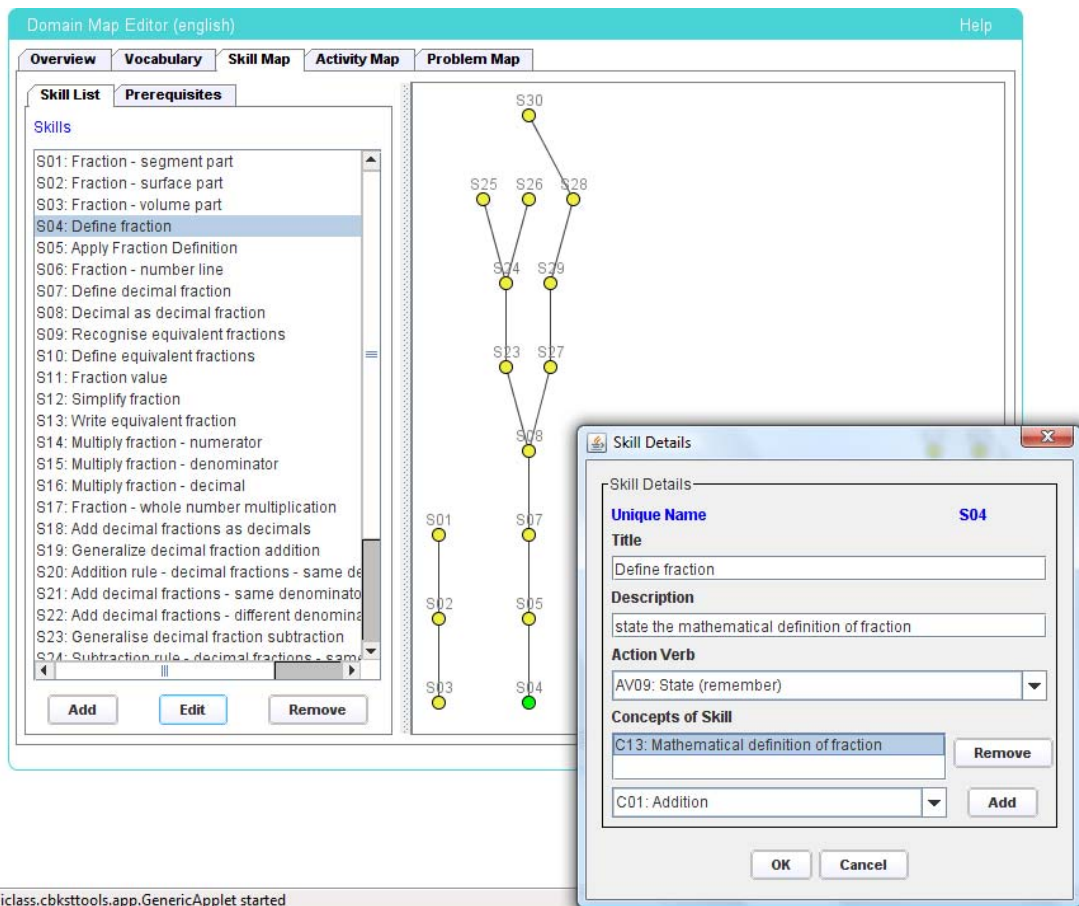 Domain Map Editor (english) Help
Overview Vocabulary Skill Map Activity Map Problem Map
Skill List Prerequisites
Skills
S01: Fraction - segment part
S02: Fraction - surface part
S03: Fraction - volume part
S04: Define fraction
S05: Apply Fraction Definition
S06: Fraction - number line
S07: Define decimal fraction
S08: Decimal as decimal fraction
S09: Recognise equivalent fractions
S10: Define equivalent fractions
S11: Fraction value
S12: Simplify fraction
S13: Write equivalent fraction
S14: Multiply fraction - numerator
S15: Multiply fraction - denominator
S16: Multiply fraction - decimal
S17: Fraction - whole number multiplication
S18: Add decimal fractions as decimals
S19: Generalize decimal fraction addition
S20: Addition rule - decimal fractions - same de
S21: Add decimal fractions - same denominato
S22: Add decimal fractions - different denomina
S23: Generalise decimal fraction subtraction
S24: Subtraction rule - decimal fractions - same
Add Edit Remove
S30
S25 S26 S28
S24 S29
S23 S27
S08
S01 S07
S02 S05
S03 S04
Skill Details
Skill Details
Unique Name S04
Title
Define fraction
Description
state the mathematical definition of fraction
Action Verb
AV09: State (remember)
Concepts of Skill
C13: Mathematical definition of fraction
Remove
C01: Addition
Add
OK Cancel
iclass.cbksttools.app.GenericApplet started